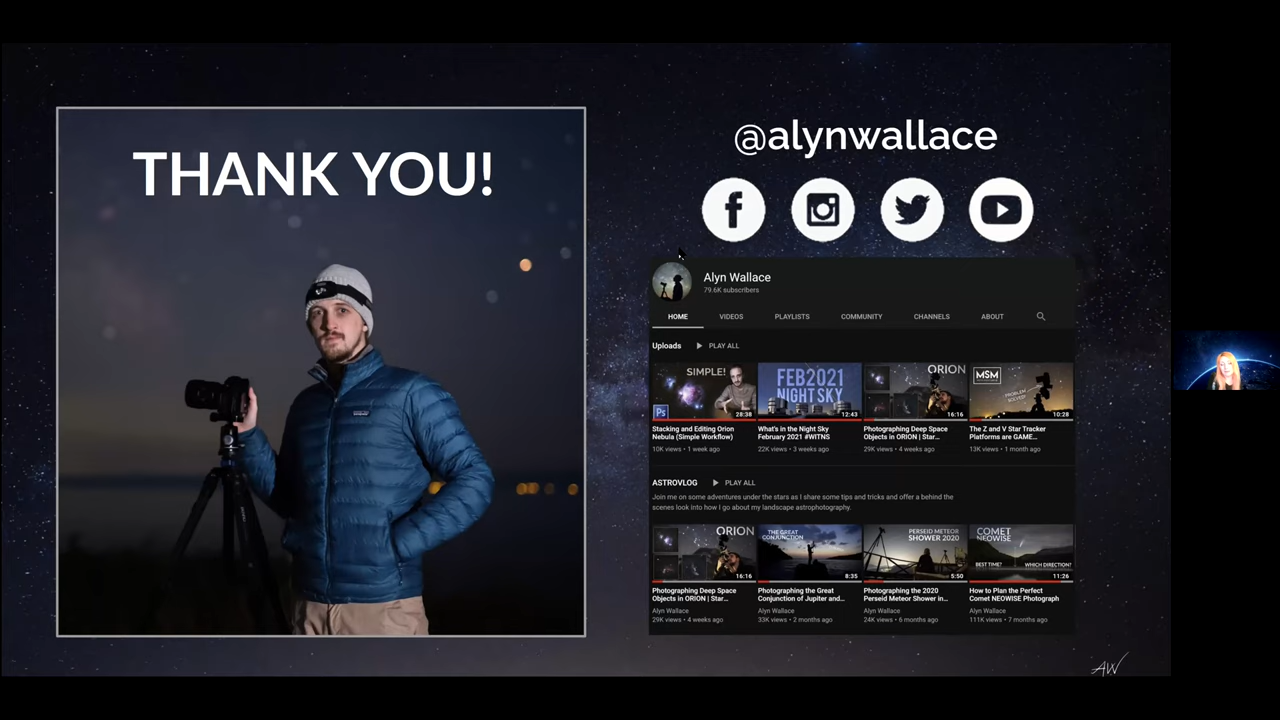 THANK YOU!
@alynwallace
Alyn Wallace
79.6K subscribers
HOME VIDEOS PLAYLISTS COMMUNITY CHANNELS ABOUT
Uploads PLAY ALL
SIMPLE!
Ps
28:38
FEB2021
NIGHT SKY
12:43
ORION
16:16
MSM
PROBLEM
SOLVED!
10:28
Stacking and Editing Orion
Nebula (Simple Workflow)
10K views • 1 week ago
What's in the Night Sky
February 2021 #WITNS
22K views • 3 weeks ago
Photographing Deep Space
Objects in ORION | Star...
29K views • 4 weeks ago
The Z and V Star Tracker
Platforms are GAME...
13K views • 1 month ago
ASTROVLOG PLAY ALL
Join me on some adventures under the stars as I share some tips and tricks and offer a behind the
scenes look into how I go about my landscape astrophotography.
ORION
16:16
THE GREAT
CONJUNCTION
8:35
PERSEID METEOR
SHOWER 2020
5:50
COMET
NEOWISE
BEST TIME? WHICH DIRECTION?
11:26
Photographing Deep Space
Objects in ORION | Star...
Alyn Wallace
29K views • 4 weeks ago
Photographing the Great
Conjunction of Jupiter and...
Alyn Wallace
33K views • 2 months ago
Photographing the 2020
Perseid Meteor Shower in...
Alyn Wallace
24K views • 6 months ago
How to Plan the Perfect
Comet NEOWISE Photograph
Alyn Wallace
111K views • 7 months ago
AW